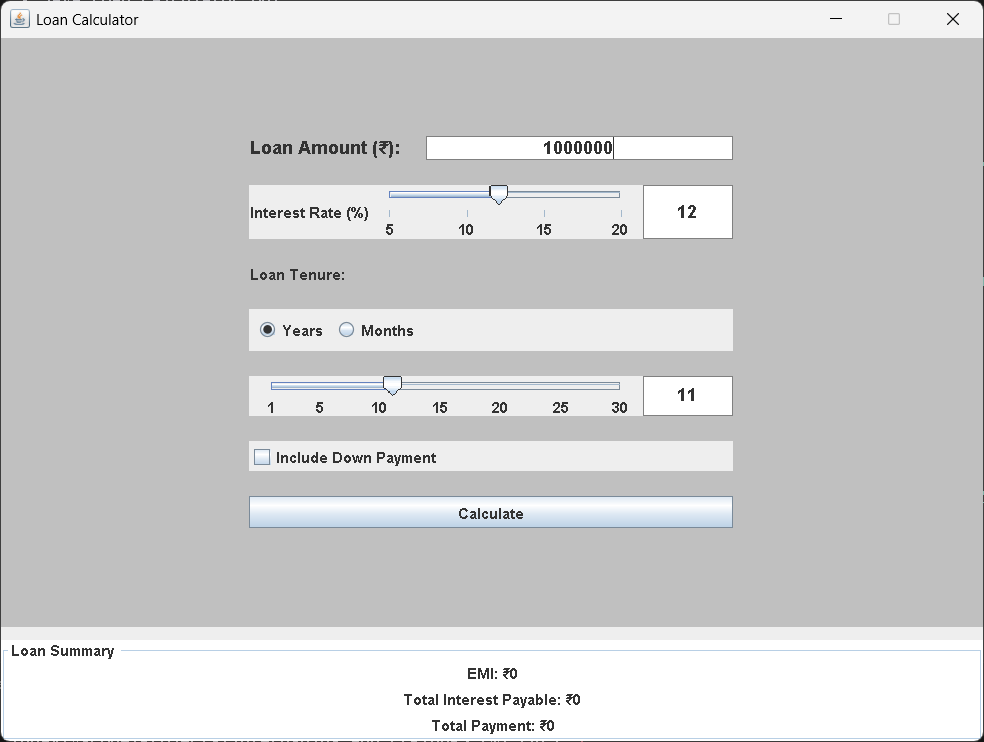 Loan Calculator
Loan Amount (₹): 1000000
Interest Rate (%) 12
5 10 15 20
Loan Tenure:
Years Months
11
1 5 10 15 20 25 30
Include Down Payment
Calculate
Loan Summary
EMI: ₹0
Total Interest Payable: ₹0
Total Payment: ₹0